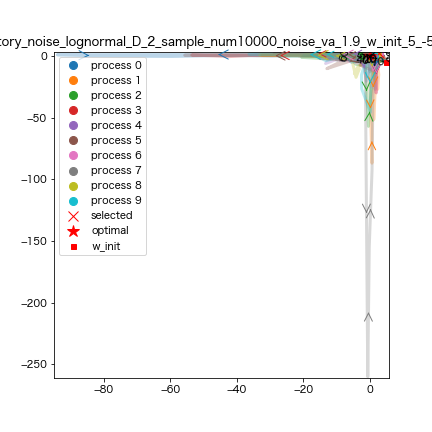 tory_noise_lognormal_D_2_sample_num10000_noise_va_1.9_w_init_5_-5
process 0
process 1
process 2
process 3
process 4
process 5
process 6
process 7
process 8
process 9
selected
optimal
w_init
0
−50
−100
−150
−200
−250
−80
−60
−40
−20
0